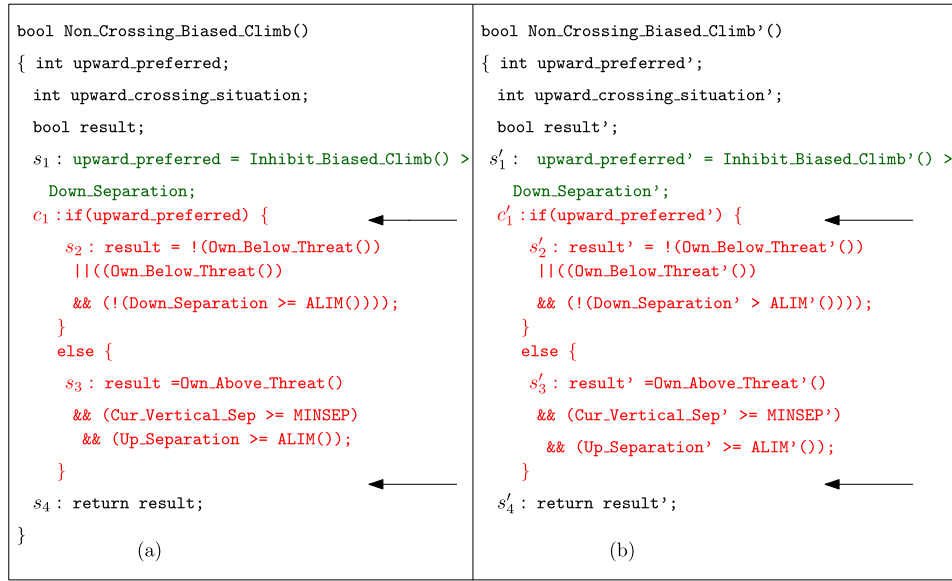 bool Non_Crossing_Biased_Climb()
{ int upward_preferred;
int upward_crossing_situation;
bool result;
s1 : upward_preferred = Inhibit_Biased_Climb() >
Down_Separation;
c1 :if(upward_preferred) {
s2 : result = !(Own_Below_Threat())
||((Own_Below_Threat())
&& (!(Down_Separation >= ALIM())));
}
else {
s3 : result =Own_Above_Threat()
&& (Cur_Vertical_Sep >= MINSEP)
&& (Up_Separation >= ALIM());
}
s4 : return result;
}
(a)
bool Non_Crossing_Biased_Climb'()
{ int upward_preferred';
int upward_crossing_situation';
bool result';
s′1 : upward_preferred' = Inhibit_Biased_Climb'() >
Down_Separation';
c′1 :if(upward_preferred') {
s′2 : result' = !(Own_Below_Threat'())
||((Own_Below_Threat'())
&& (!(Down_Separation' > ALIM'())));
}
else {
s′3 : result' =Own_Above_Threat'()
&& (Cur_Vertical_Sep' >= MINSEP')
&& (Up_Separation' >= ALIM'());
}
s′4 : return result';
(b)